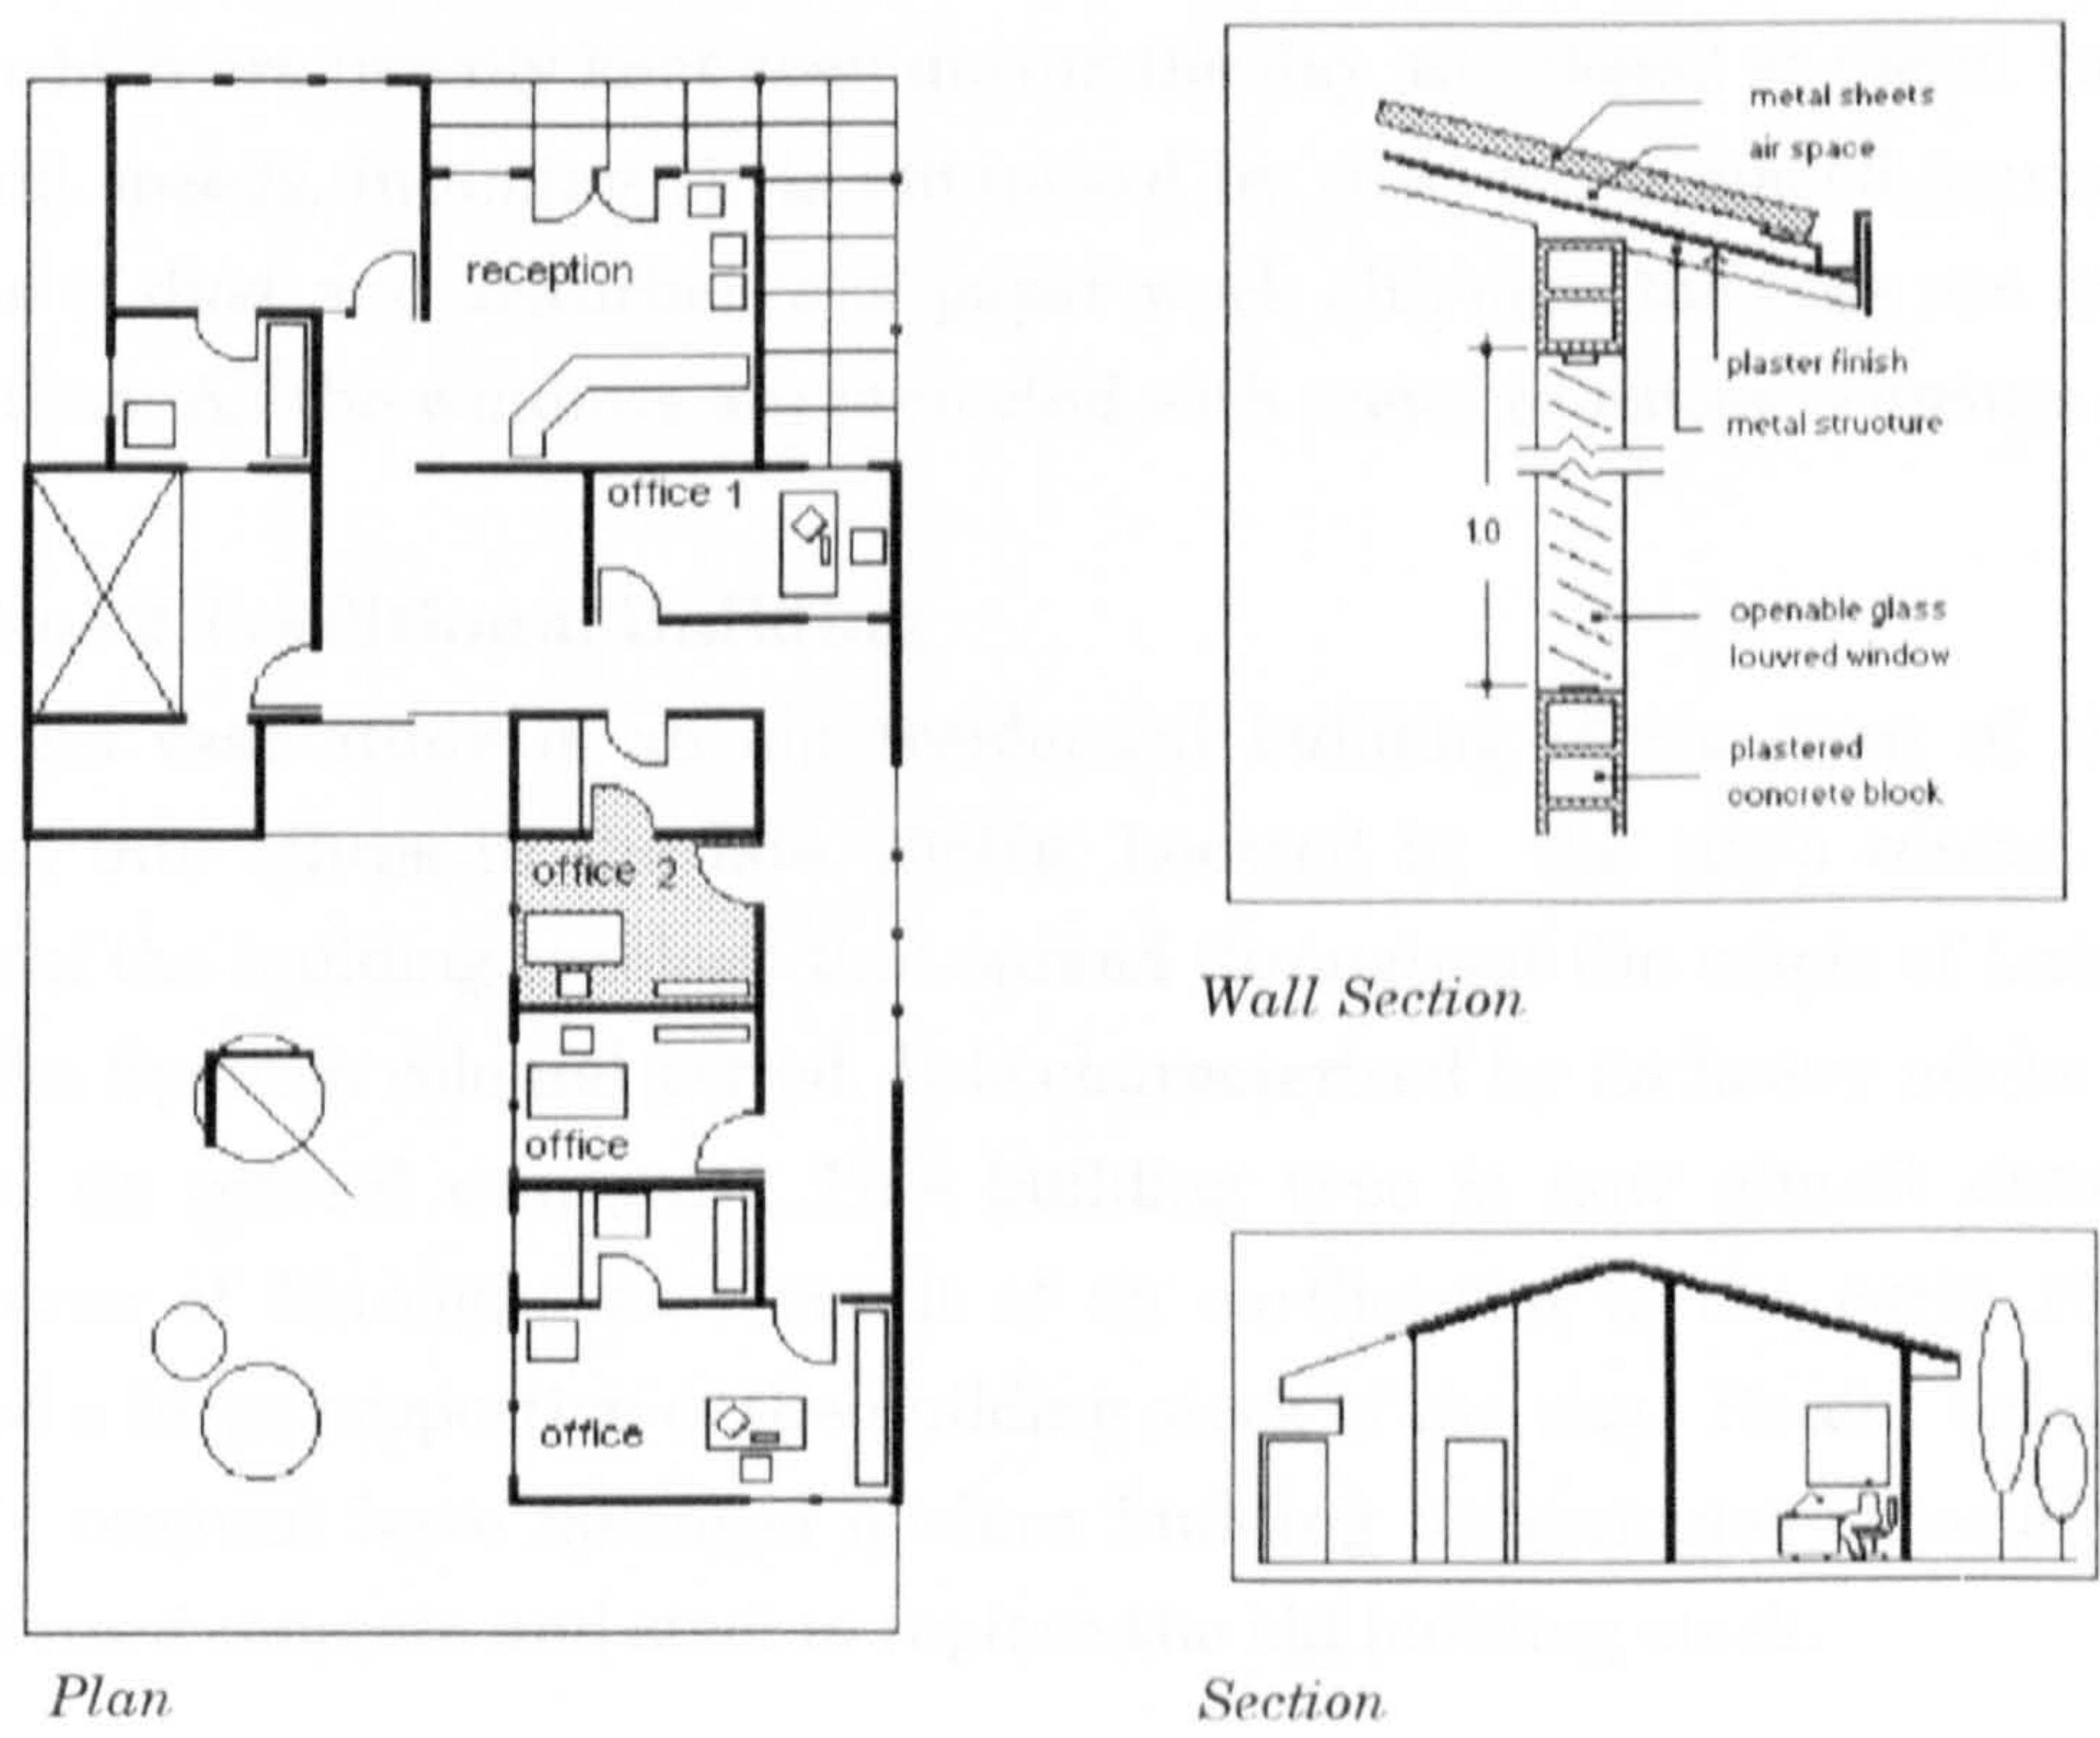 reception
office 1
office 2
office
office
Plan
metal sheets
air space
plaster finish
metal structure
1.0
openable glass
louvred window
plastered
concrete block
Wall Section
Section